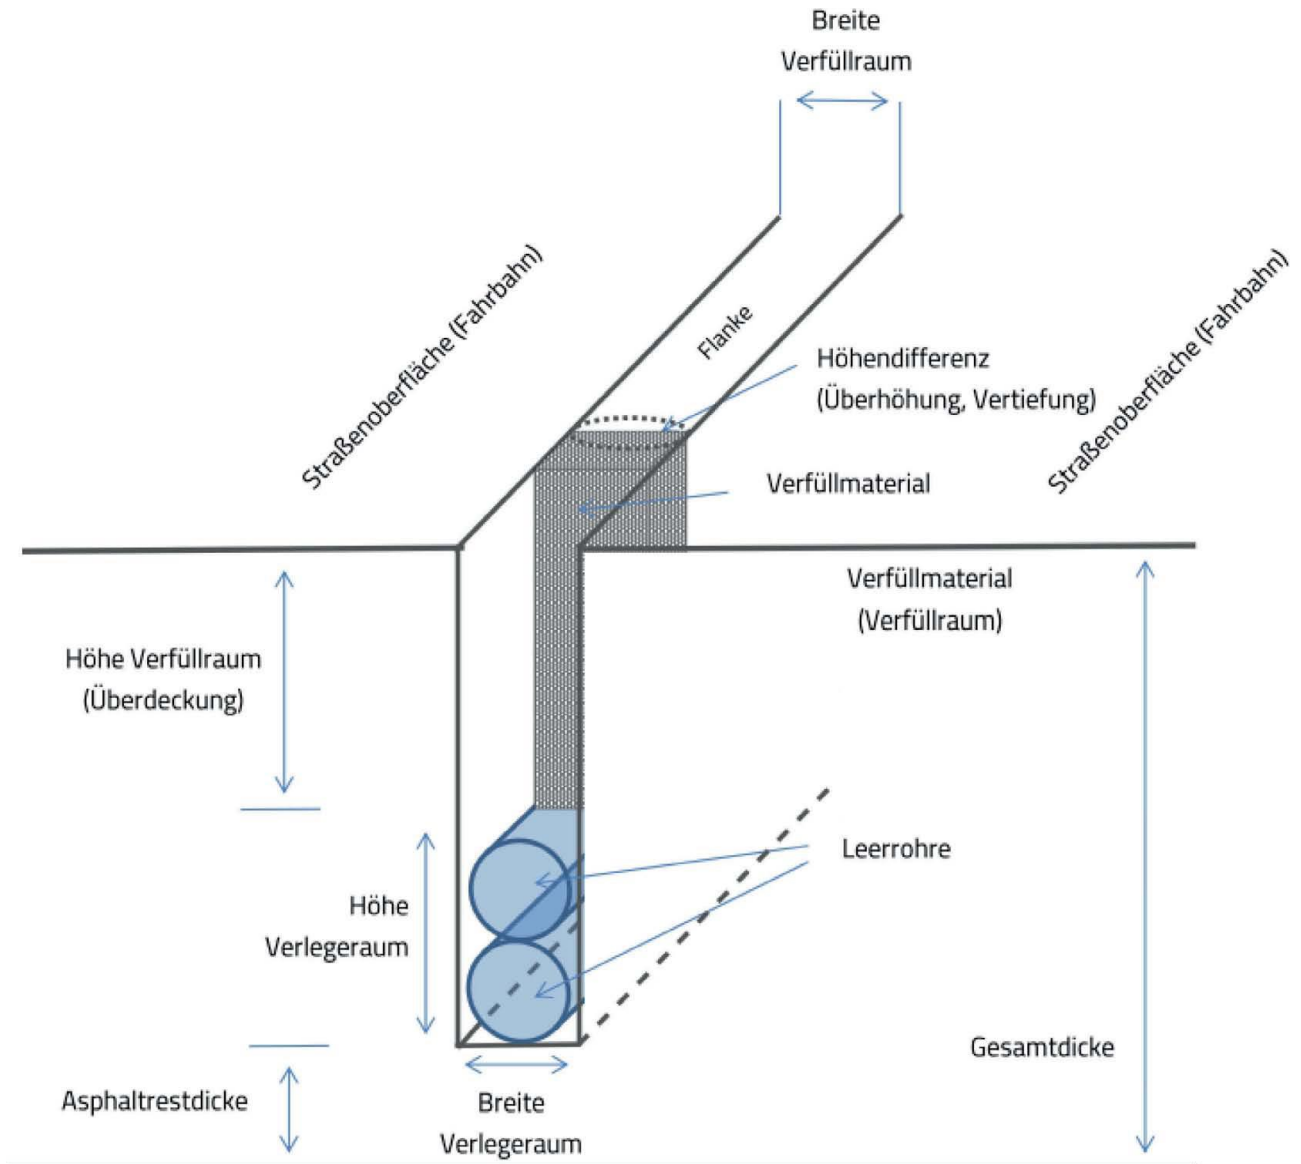 Breite
Verfüllraum
Straßenoberfläche (Fahrbahn)
Straßenoberfläche (Fahrbahn)
Flanke
Höhendifferenz
(Überhöhung, Vertiefung)
Verfüllmaterial
Verfüllmaterial
(Verfüllraum)
Höhe Verfüllraum
(Überdeckung)
Leerrohre
Höhe
Verlegeraum
Gesamtdicke
Asphaltrestdicke
Breite
Verlegeraum